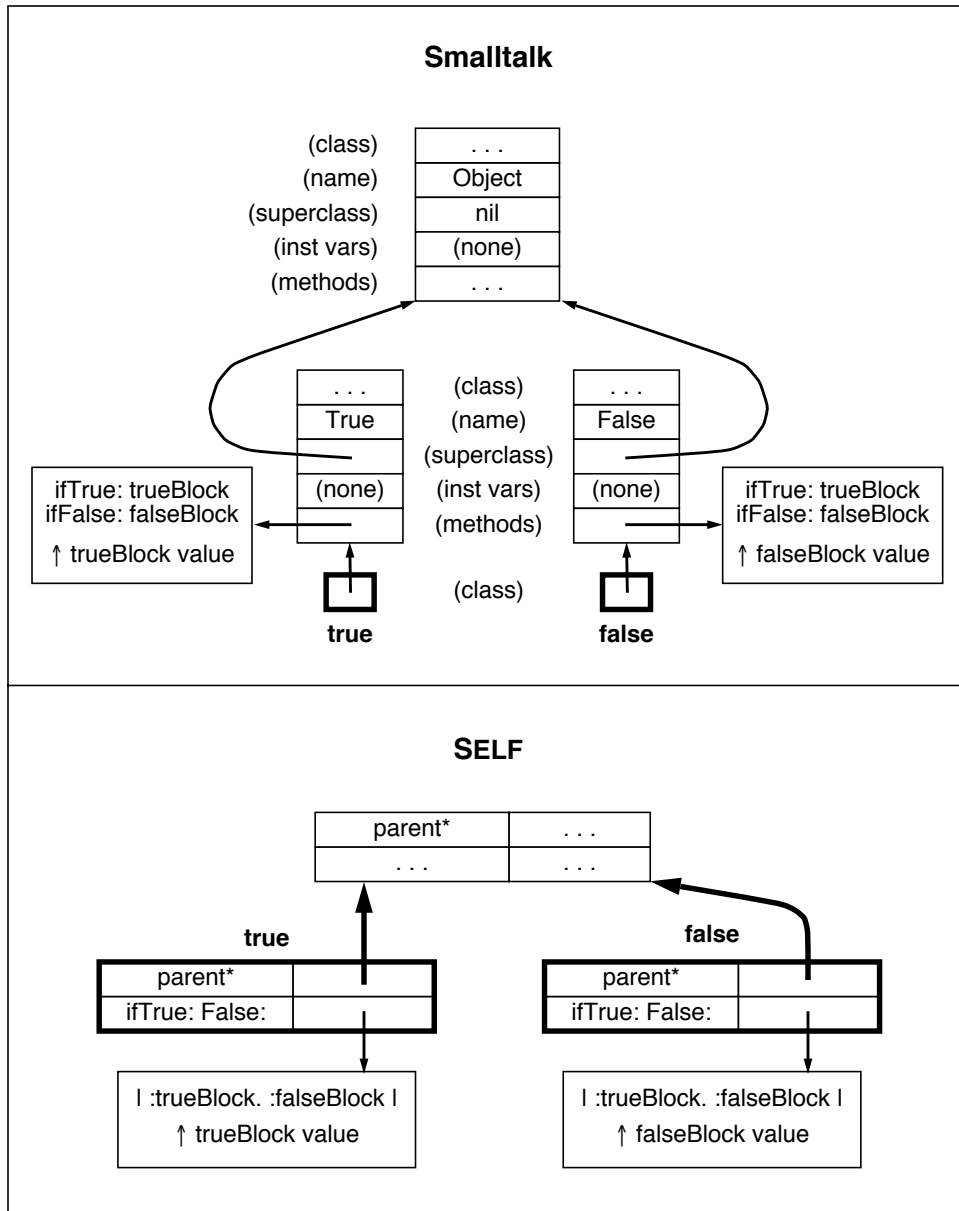 Smalltalk
(class) . . .
(name) Object
(superclass) nil
(inst vars) (none)
(methods) . . .
. . . (class) . . .
True (name) False
(superclass)
(none) (inst vars) (none)
(methods)
ifTrue: trueBlock
ifFalse: falseBlock
↑ trueBlock value
ifTrue: trueBlock
ifFalse: falseBlock
↑ falseBlock value
(class)
true false
SELF
parent* . . .
. . . . . .
true
parent*
ifTrue: False:
| :trueBlock. :falseBlock |
↑ trueBlock value
false
parent*
ifTrue: False:
| :trueBlock. :falseBlock |
↑ falseBlock value